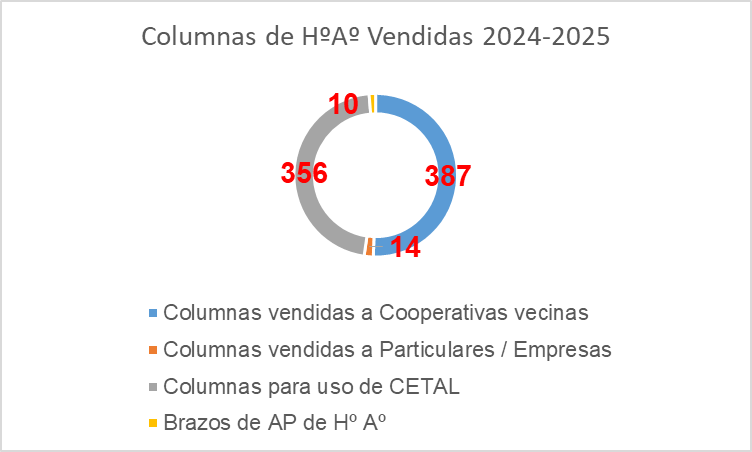 Columnas de HºAº Vendidas 2024-2025
10
356
387
14
Columnas vendidas a Cooperativas vecinas
Columnas vendidas a Particulares / Empresas
Columnas para uso de CETAL
Brazos de AP de Hº Aº